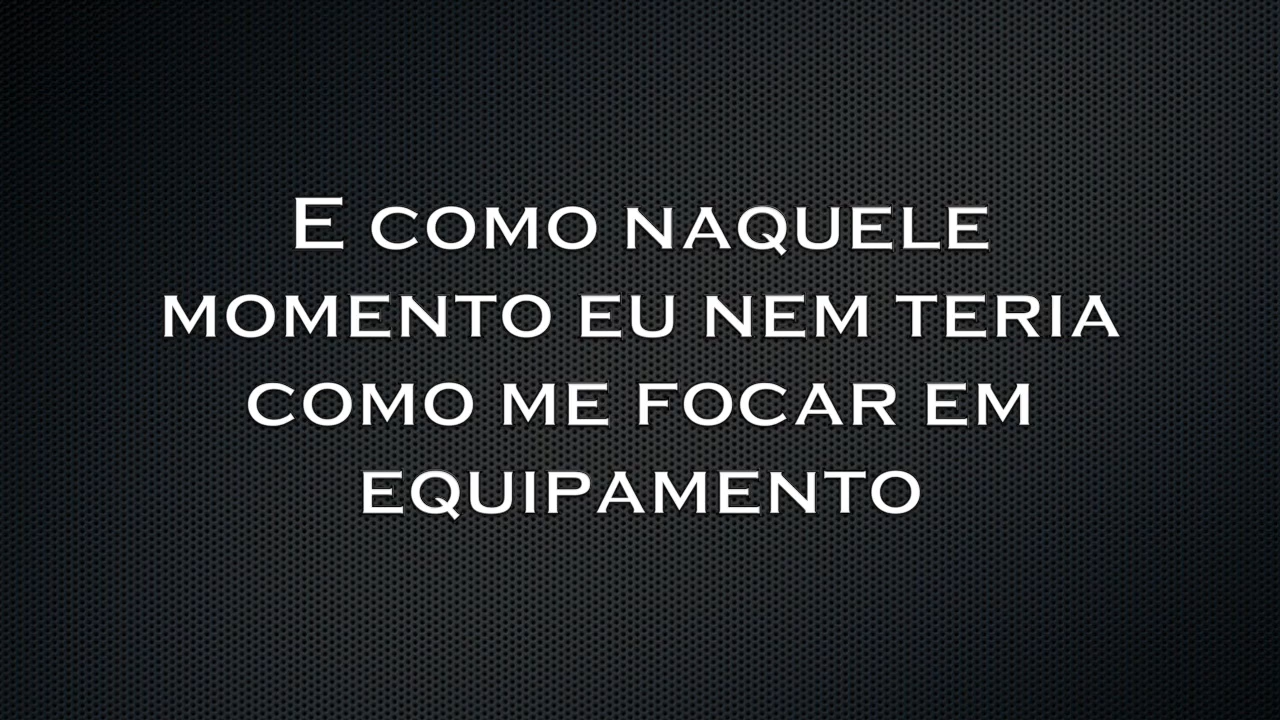 E como naquele
momento eu nem teria
como me focar em
equipamento